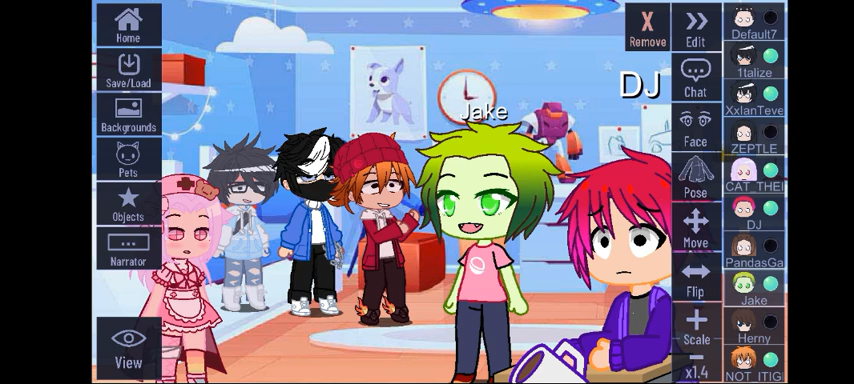 Home
Save/Load
Backgrounds
Pets
Objects
...
Narrator
View
Jake
DJ
X
Remove
Edit
Chat
Face
Pose
Move
Flip
Scale
x1.4
Default7
1talize
XxIanTeve
ZEPTLE
CAT_THEI
DJ
PandasGa
Jake
Herny
NOT_ITIG